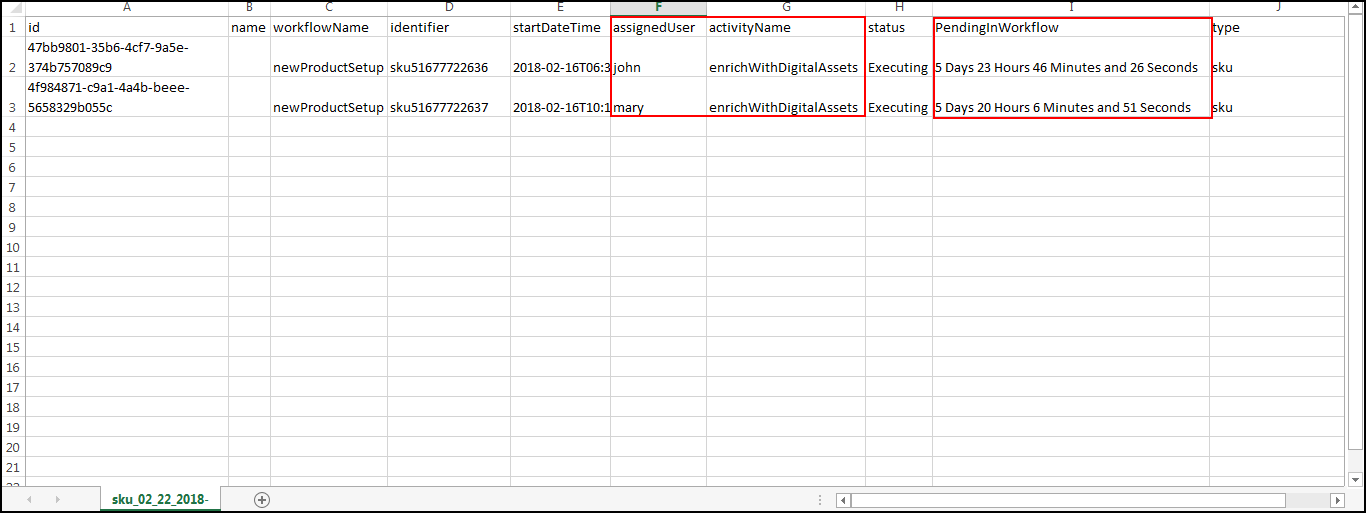 A B C D E F G H I J
1 id name workflowName identifier startDateTime assignedUser activityName status PendingInWorkflow type
47bb9801-35b6-4cf7-9a5e-
2 374b757089c9 newProductSetup sku51677722636 2018-02-16T06:3 john enrichWithDigitalAssets Executing 5 Days 23 Hours 46 Minutes and 26 Seconds sku
4f984871-c9a1-4a4b-beee-
3 5658329b055c newProductSetup sku51677722637 2018-02-16T10:1 mary enrichWithDigitalAssets Executing 5 Days 20 Hours 6 Minutes and 51 Seconds sku
4
5
6
7
8
9
10
11
12
13
14
15
16
17
18
19
20
21
sku_02_22_2018-